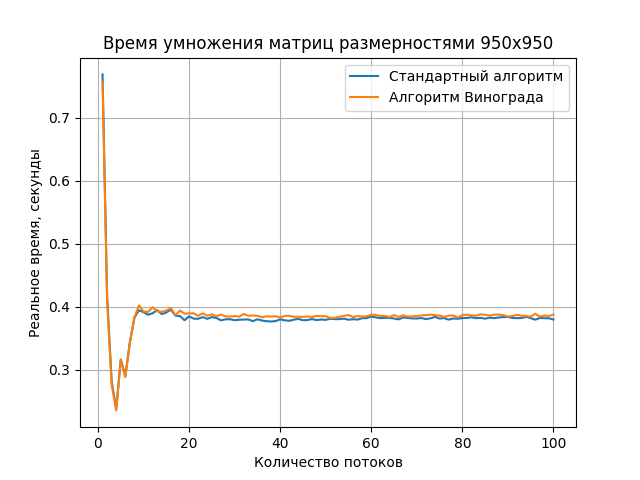 Время умножения матриц размерностями 950x950
Стандартный алгоритм
Алгоритм Винограда
Реальное время, секунды
0.7
0.6
0.5
0.4
0.3
0 20 40 60 80 100
Количество потоков